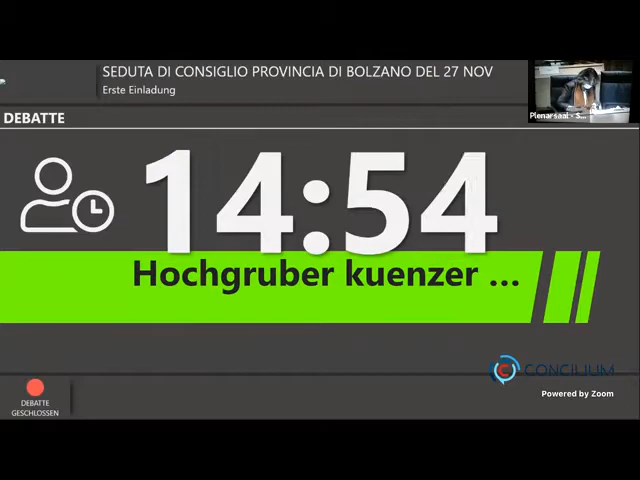 SEDUTA DI CONSIGLIO PROVINCIA DI BOLZANO DEL 27 NOV
Erste Einladung
Plenarsaal - S...
DEBATTE
14:54
Hochgruber kuenzer ...
CONCILIUM
Powered by Zoom
DEBATTE
GESCHLOSSEN